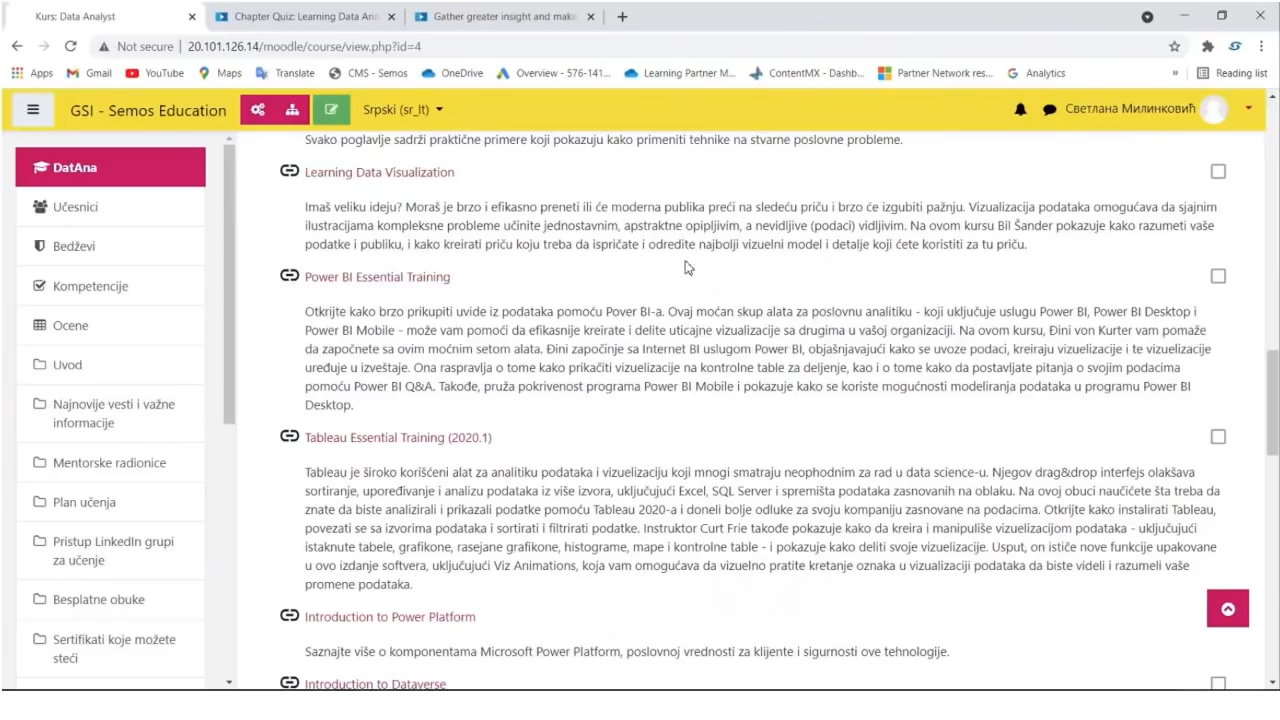 Kurs: Data Analyst
Chapter Quiz: Learning Data Ana
Gather greater insight and make
Not secure | 20.101.126.14/moodle/course/view.php?id=4
Apps Gmail YouTube Maps Translate CMS - Semos OneDrive Overview - 576-141... Learning Partner M... ContentMX - Dashb... Partner Network res... Analytics » Reading list
GSI - Semos Education Srpski (sr_lt) Светлана Милинковић
DatAna
Učesnici
Bedževi
Kompetencije
Ocene
Uvod
Najnovije vesti i važne
informacije
Mentorske radionice
Plan učenja
Pristup LinkedIn grupi
za učenje
Besplatne obuke
Sertifikati koje možete
steći
Svako poglavlje sadrži praktične primere koji pokazuju kako primeniti tehnike na stvarne poslovne probleme.
Learning Data Visualization
Imaš veliku ideju? Moraš je brzo i efikasno preneti ili će moderna publika preći na sledeću priču i brzo će izgubiti pažnju. Vizualizacija podataka omogućava da sjajnim
ilustracijama kompleksne probleme učinite jednostavnim, apstraktne opipljivim, a nevidljive (podaci) vidljivim. Na ovom kursu Bil Šander pokazuje kako razumeti vaše
podatke i publiku, i kako kreirati priču koju treba da ispričate i odredite najbolji vizuelni model i detalje koji ćete koristiti za tu priču.
Power BI Essential Training
Otkrijte kako brzo prikupiti uvide iz podataka pomoću Pover BI-a. Ovaj moćan skup alata za poslovnu analitiku - koji uključuje uslugu Power BI, Power BI Desktop i
Power BI Mobile - može vam pomoći da efikasnije kreirate i delite uticajne vizualizacije sa drugima u vašoj organizaciji. Na ovom kursu, Đini von Kurter vam pomaže
da započnete sa ovim moćnim setom alata. Đini započinje sa Internet BI uslugom Power BI, objašnjavajući kako se uvoze podaci, kreiraju vizuelizacije i te vizuelizacije
uređuje u izveštaje. Ona raspravlja o tome kako prikačiti vizuelizacije na kontrolne table za deljenje, kao i o tome kako da postavljate pitanja o svojim podacima
pomoću Power BI Q&A. Takođe, pruža pokrivenost programa Power BI Mobile i pokazuje kako se koriste mogućnosti modeliranja podataka u programu Power BI
Desktop.
Tableau Essential Training (2020.1)
Tableau je široko korišćeni alat za analitiku podataka i vizuelizaciju koji mnogi smatraju neophodnim za rad u data science-u. Njegov drag&drop interfejs olakšava
sortiranje, upoređivanje i analizu podataka iz više izvora, uključujući Excel, SQL Server i spremišta podataka zasnovanih na oblaku. Na ovoj obuci naučićete šta treba da
znate da biste analizirali i prikazali podatke pomoću Tableau 2020-a i doneli bolje odluke za svoju kompaniju zasnovane na podacima. Otkrijte kako instalirati Tableau,
povezati se sa izvorima podataka i sortirati i filtrirati podatke. Instruktor Curt Frie takođe pokazuje kako da kreira i manipuliše vizuelizacijom podataka - uključujući
istaknute tabele, grafikone, rasejane grafikone, histograme, mape i kontrolne table - i pokazuje kako deliti svoje vizuelizacije. Usput, on ističe nove funkcije upakovane
u ovo izdanje softvera, uključujući Viz Animations, koja vam omogućava da vizuelno pratite kretanje oznaka u vizualizaciji podataka da biste videli i razumeli vaše
promene podataka.
Introduction to Power Platform
Saznajte više o komponentama Microsoft Power Platform, poslovnoj vrednosti za klijente i sigurnosti ove tehnologije.
Introduction to Dataverse